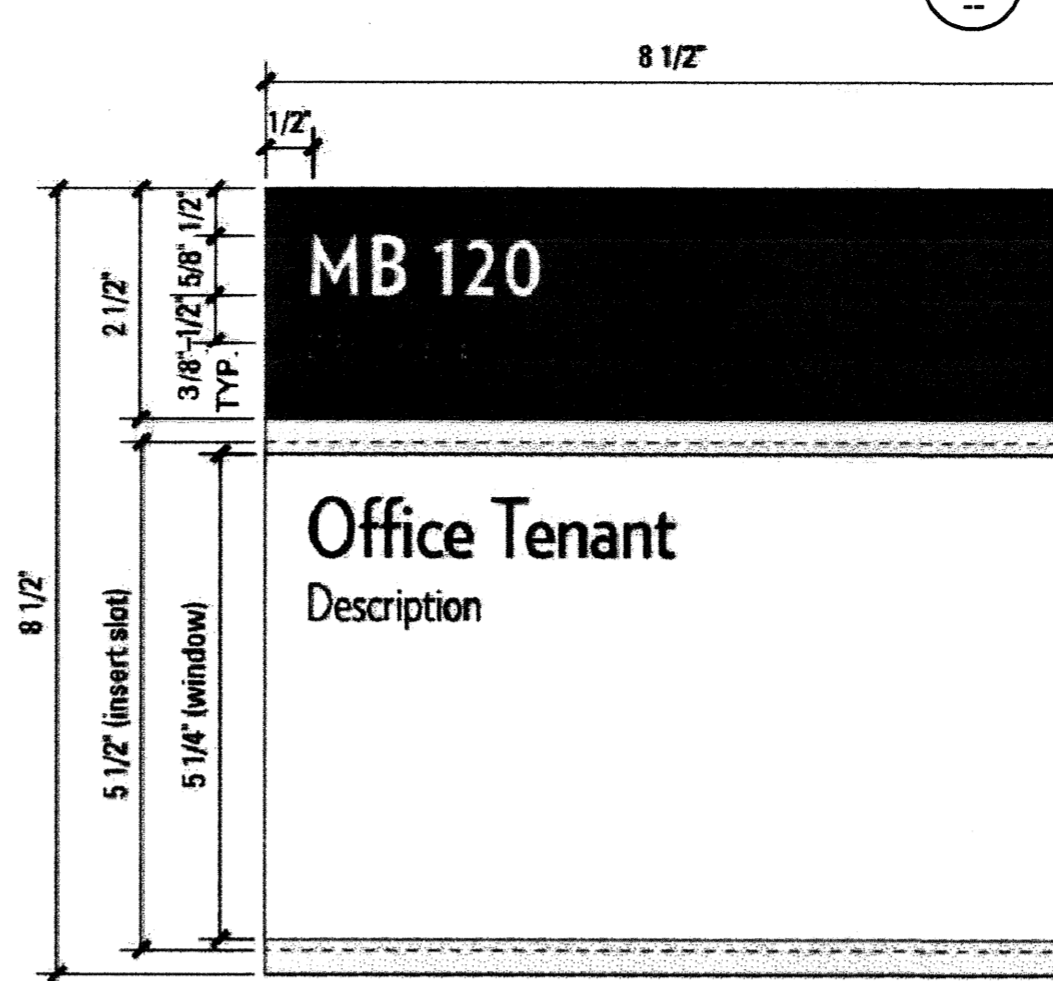 --
8 1/2"
1/2"
1/2"
5/8"
1/2"
3/8"
TYP.
2 1/2"
8 1/2"
5 1/2" (insert slot)
5 1/4" (window)
MB 120
Office Tenant
Description